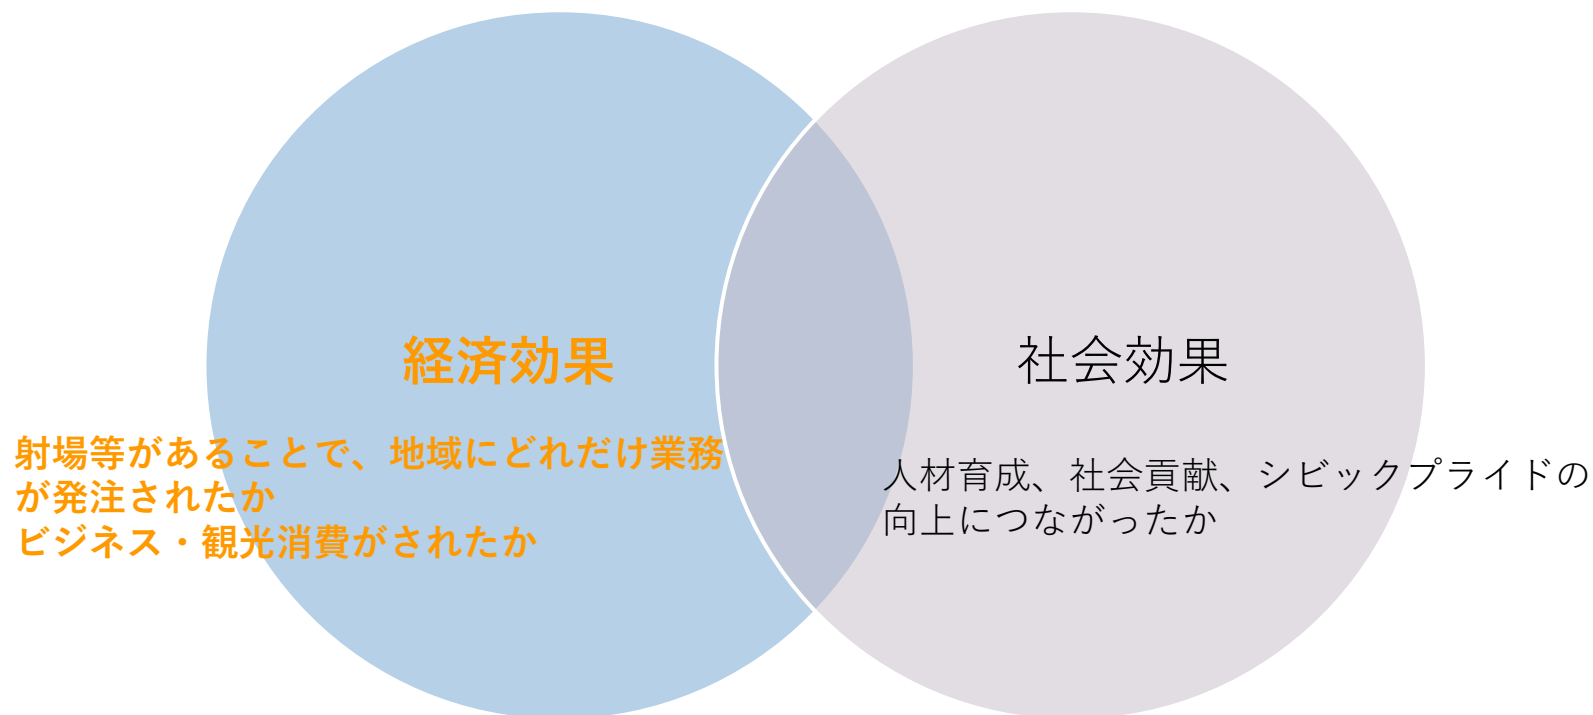 経済効果
射場等があることで、地域にどれだけ業務
が発注されたか
ビジネス・観光消費がされたか
社会効果
人材育成、社会貢献、シビックプライドの
向上につながったか